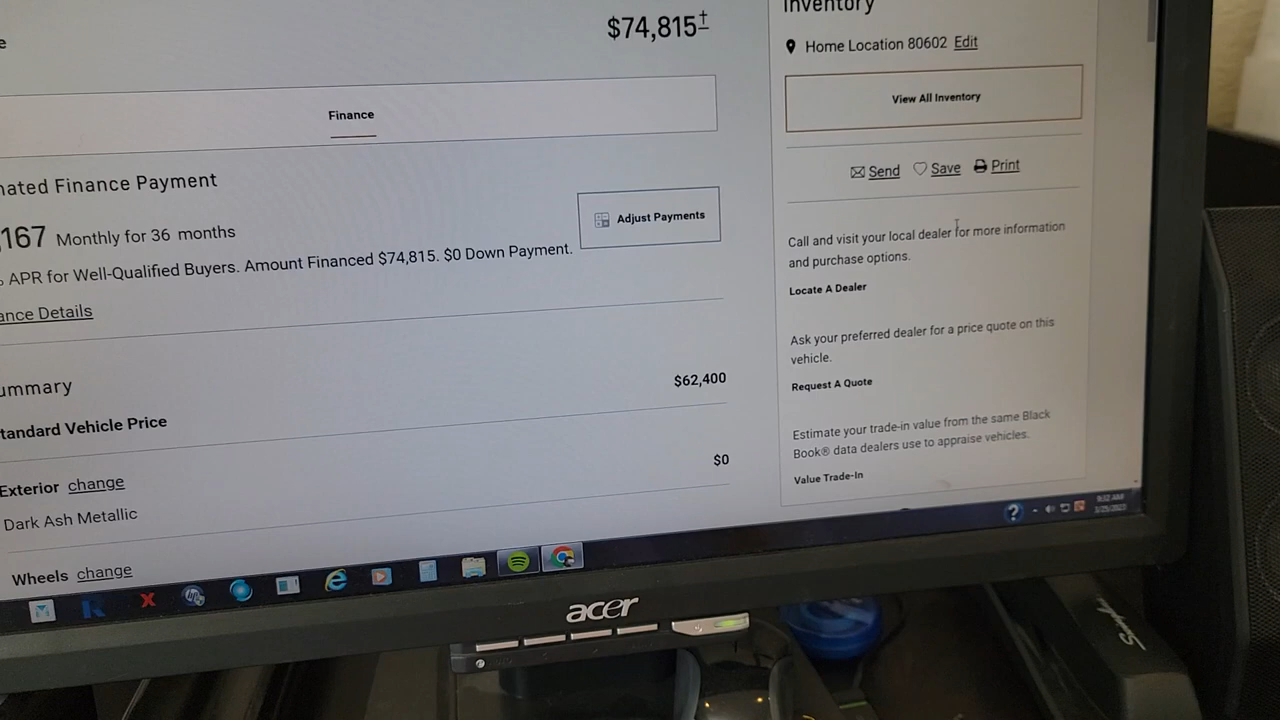 $74,815†
Finance
nated Finance Payment
,167 Monthly for 36 months
Adjust Payments
APR for Well-Qualified Buyers. Amount Financed $74,815. $0 Down Payment.
ance Details
ummary
$62,400
tandard Vehicle Price
$0
Exterior change
Dark Ash Metallic
Wheels change
Inventory
Home Location 80602 Edit
View All Inventory
Send Save Print
Call and visit your local dealer for more information
and purchase options.
Locate A Dealer
Ask your preferred dealer for a price quote on this
vehicle.
Request A Quote
Estimate your trade-in value from the same Black
Book® data dealers use to appraise vehicles.
Value Trade-In
9:32 AM
acer